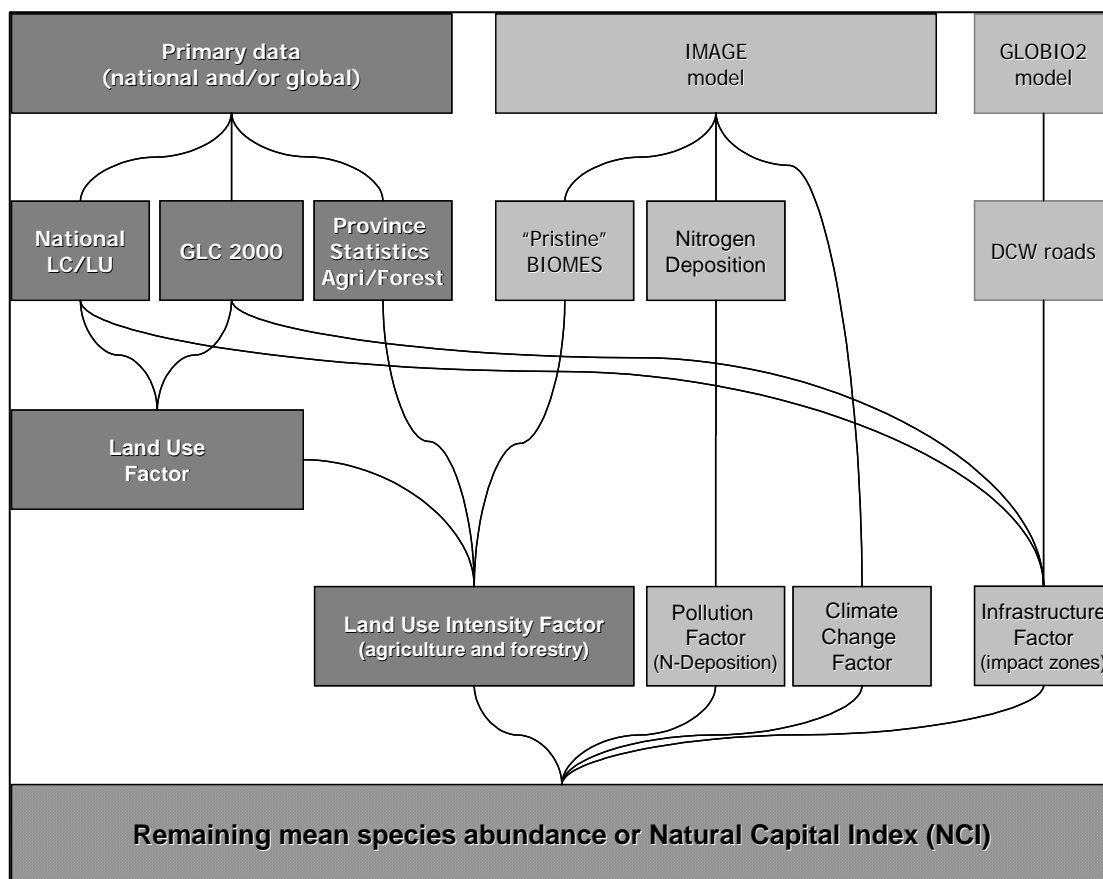 Primary data
(national and/or global)
IMAGE
model
GLOBIO2
model
National
LC/LU
GLC 2000
Province
Statistics
Agri/Forest
"Pristine"
BIOMES
Nitrogen
Deposition
DCW roads
Land Use
Factor
Land Use Intensity Factor
(agriculture and forestry)
Pollution
Factor
(N-Deposition)
Climate
Change
Factor
Infrastructure
Factor
(impact zones)
Remaining mean species abundance or Natural Capital Index (NCI)